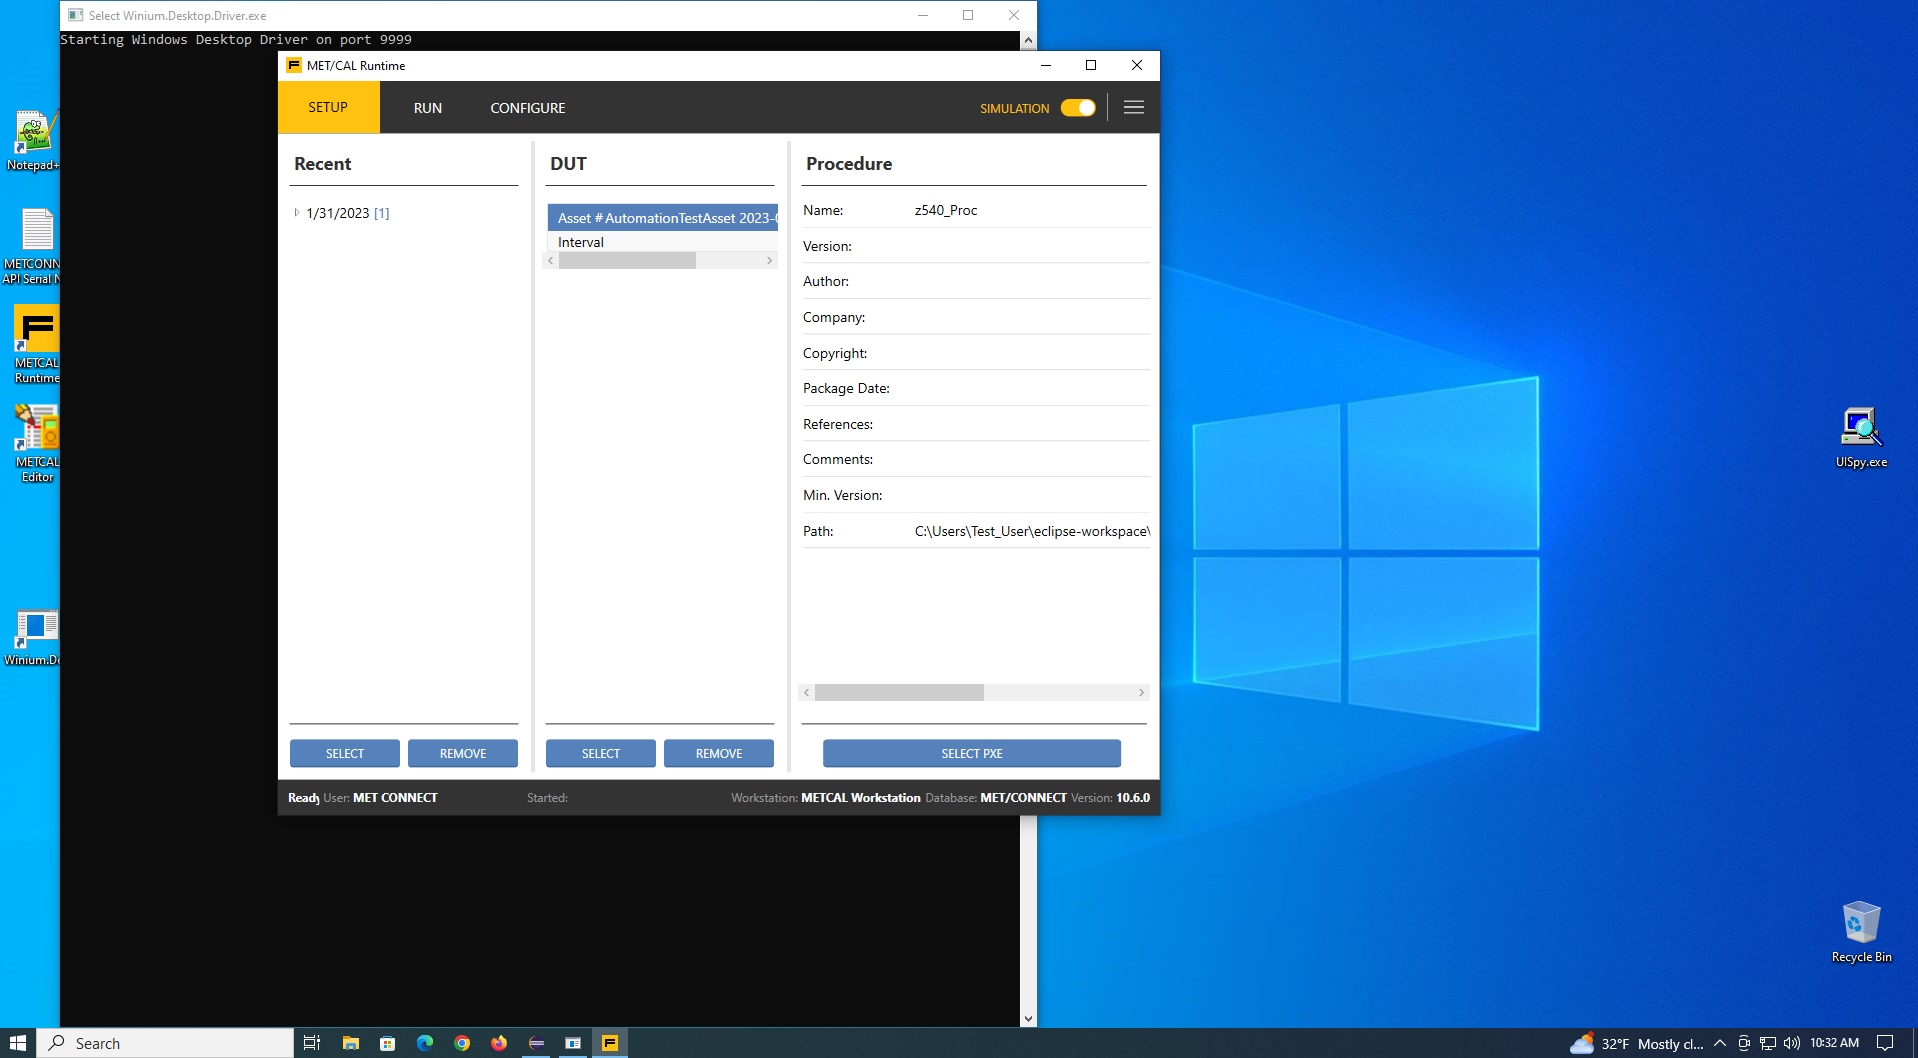 Select Winium.Desktop.Driver.exe
Starting Windows Desktop Driver on port 9999
MET/CAL Runtime
SETUP
RUN
CONFIGURE
SIMULATION
Recent
1/31/2023 [1]
SELECT
REMOVE
DUT
Asset # AutomationTestAsset 2023-
Interval
SELECT
REMOVE
Procedure
Name: z540_Proc
Version:
Author:
Company:
Copyright:
Package Date:
References:
Comments:
Min. Version:
Path: C:\Users\Test_User\eclipse-workspace\
SELECT PXE
Ready User: MET CONNECT Started: Workstation: METCAL Workstation Database: MET/CONNECT Version: 10.6.0
Notepad+
METCONN
API Serial N
METCAL
Runtime
METCAL
Editor
Winium.De
UISpy.exe
Recycle Bin
Search
32°F Mostly cl...
10:32 AM